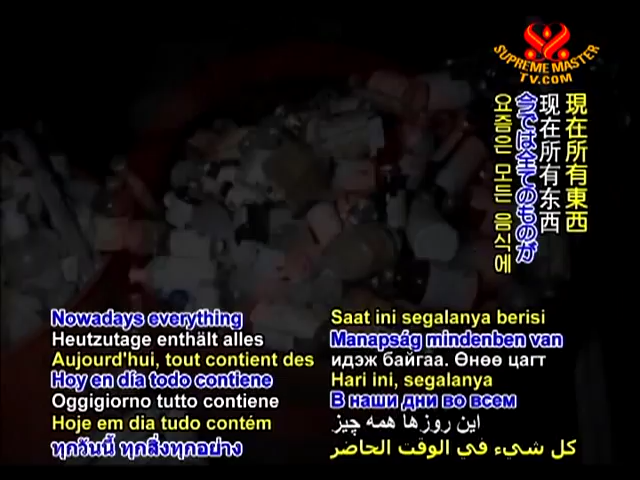 SUPREME MASTER
TV.COM
現在所有東西
现在所有东西
今では全てのものが
요즘은 모든 음식에
Nowadays everything
Heutzutage enthält alles
Aujourd'hui, tout contient des
Hoy en día todo contiene
Oggigiorno tutto contiene
Hoje em dia tudo contém
ทุกวันนี้ ทุกสิ่งทุกอย่าง
Saat ini segalanya berisi
Manapság mindenben van
идэж байгаа. Өнөө цагт
Hari ini, segalanya
В наши дни во всем
این روزها همه چیز
كل شيء في الوقت الحاضر